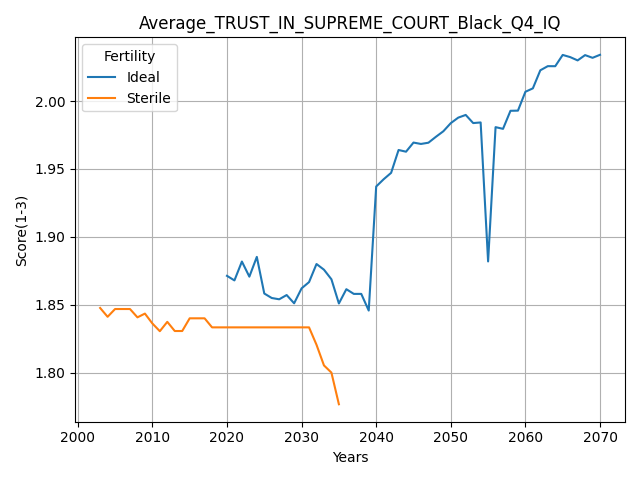 Average_TRUST_IN_SUPREME_COURT_Black_Q4_IQ
Fertility
Ideal
Sterile
Score(1-3)
2.00
1.95
1.90
1.85
1.80
2000 2010 2020 2030 2040 2050 2060 2070
Years